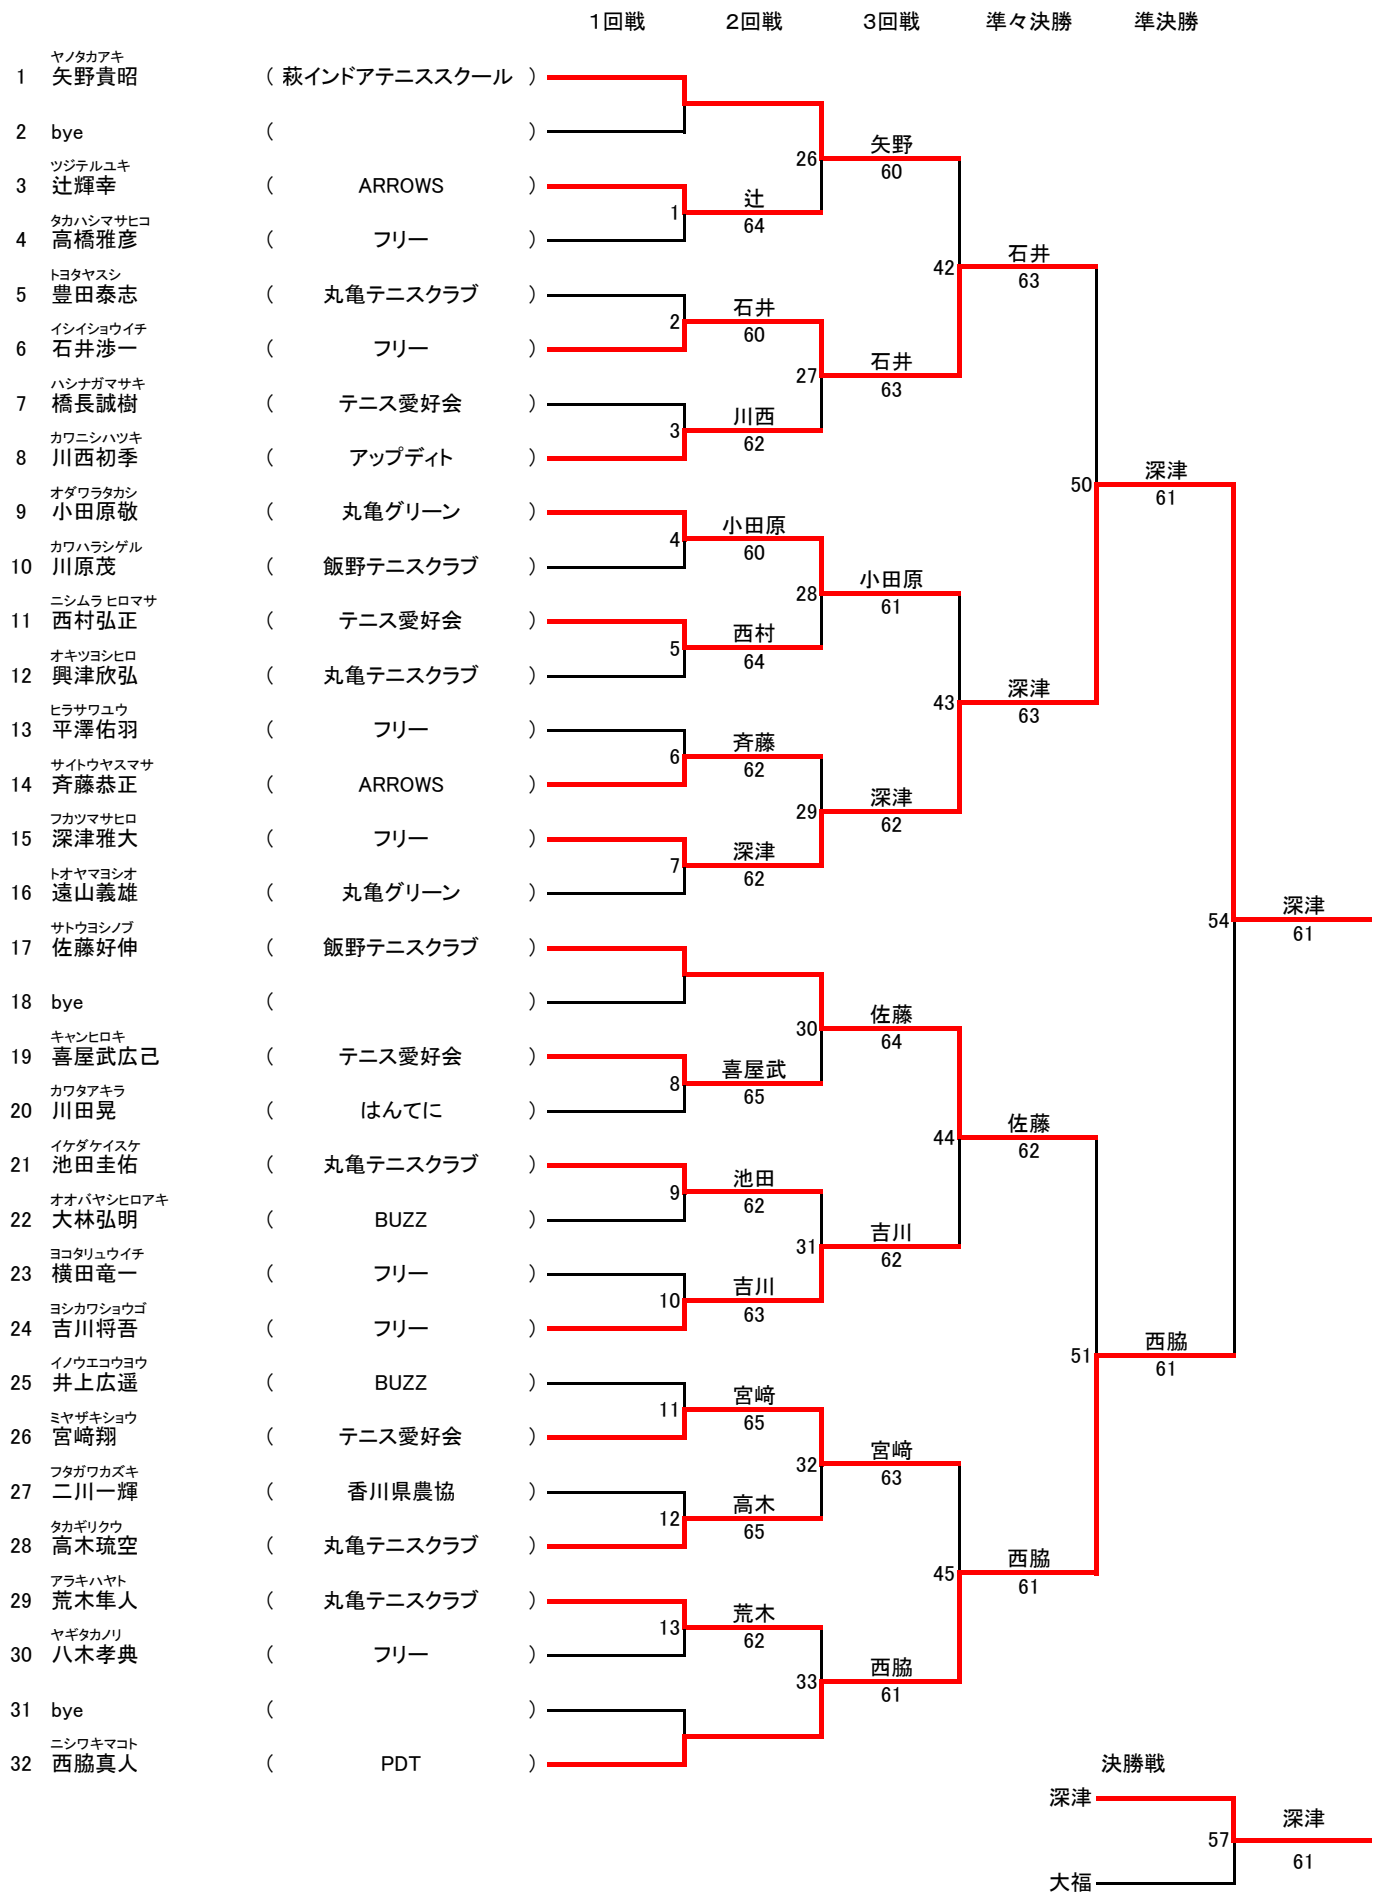 1回戦 2回戦 3回戦 準々決勝 準決勝
ヤノタカアキ
1 矢野貴昭 ( 萩インドアテニススクール )
2 bye ( )
矢野
26
60
ツジテルユキ
3 辻輝幸 ( ARROWS )
辻
1
64
タカハシマサヒコ
4 高橋雅彦 ( フリー )
石井
42
63
トヨタヤスシ
5 豊田泰志 ( 丸亀テニスクラブ )
石井
2
60
イシイショウイチ
6 石井渉一 ( フリー )
石井
27
63
ハシナガマサキ
7 橋長誠樹 ( テニス愛好会 )
川西
3
62
カワニシハツキ
8 川西初季 ( アップディト )
深津
50
61
オダワラタカシ
9 小田原敬 ( 丸亀グリーン )
小田原
4
60
カワハラシゲル
10 川原茂 ( 飯野テニスクラブ )
小田原
28
61
ニシムラヒロマサ
11 西村弘正 ( テニス愛好会 )
西村
5
64
オキツヨシヒロ
12 興津欣弘 ( 丸亀テニスクラブ )
深津
43
63
ヒラサワユウ
13 平澤佑羽 ( フリー )
斉藤
6
62
サイトウヤスマサ
14 斉藤恭正 ( ARROWS )
深津
29
62
フカツマサヒロ
15 深津雅大 ( フリー )
深津
7
62
トオヤマヨシオ
16 遠山義雄 ( 丸亀グリーン )
深津
54
61
サトウヨシノブ
17 佐藤好伸 ( 飯野テニスクラブ )
18 bye ( )
佐藤
30
64
キャンヒロキ
19 喜屋武広己 ( テニス愛好会 )
喜屋武
8
65
カワタアキラ
20 川田晃 ( はんてに )
佐藤
44
62
イケダケイスケ
21 池田圭佑 ( 丸亀テニスクラブ )
池田
9
62
オオバヤシヒロアキ
22 大林弘明 ( BUZZ )
吉川
31
62
ヨコタリュウイチ
23 横田竜一 ( フリー )
吉川
10
63
ヨシカワショウゴ
24 吉川将吾 ( フリー )
西脇
51
61
イノウエコウヨウ
25 井上広遥 ( BUZZ )
宮﨑
11
65
ミヤザキショウ
26 宮﨑翔 ( テニス愛好会 )
宮﨑
32
63
フタガワカズキ
27 二川一輝 ( 香川県農協 )
高木
12
65
タカギリクウ
28 高木琉空 ( 丸亀テニスクラブ )
西脇
45
61
アラキハヤト
29 荒木隼人 ( 丸亀テニスクラブ )
荒木
13
62
ヤギタカノリ
30 八木孝典 ( フリー )
西脇
33
61
31 bye ( )
ニシワキマコト
32 西脇真人 ( PDT )
決勝戦
深津
深津
57
61
大福